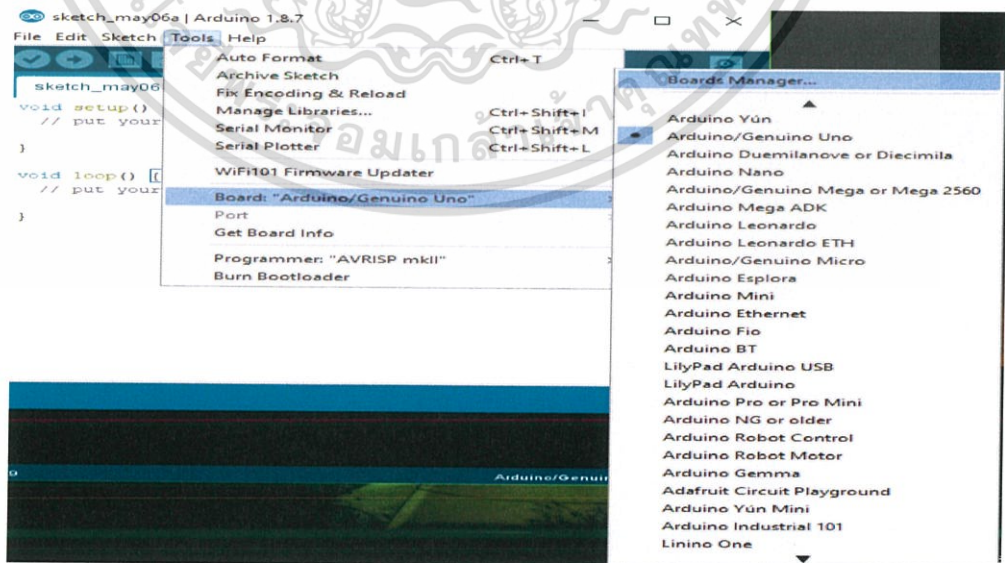 sketch_may06a | Arduino 1.8.7
File Edit Sketch Tools Help
sketch_may06
void setup()
// put your
}
void loop() {
// put your
}
Auto Format Ctrl+T
Archive Sketch
Fix Encoding & Reload
Manage Libraries... Ctrl+Shift+I
Serial Monitor Ctrl+Shift+M
Serial Plotter Ctrl+Shift+L
WiFi101 Firmware Updater
Board: "Arduino/Genuino Uno"
Port
Get Board Info
Programmer: "AVRISP mkII"
Burn Bootloader
Boards Manager...
Arduino Yún
Arduino/Genuino Uno
Arduino Duemilanove or Diecimila
Arduino Nano
Arduino/Genuino Mega or Mega 2560
Arduino Mega ADK
Arduino Leonardo
Arduino Leonardo ETH
Arduino/Genuino Micro
Arduino Esplora
Arduino Mini
Arduino Ethernet
Arduino Fio
Arduino BT
LilyPad Arduino USB
LilyPad Arduino
Arduino Pro or Pro Mini
Arduino NG or older
Arduino Robot Control
Arduino Robot Motor
Arduino Gemma
Adafruit Circuit Playground
Arduino Yún Mini
Arduino Industrial 101
Linino One
Arduino/Genuin